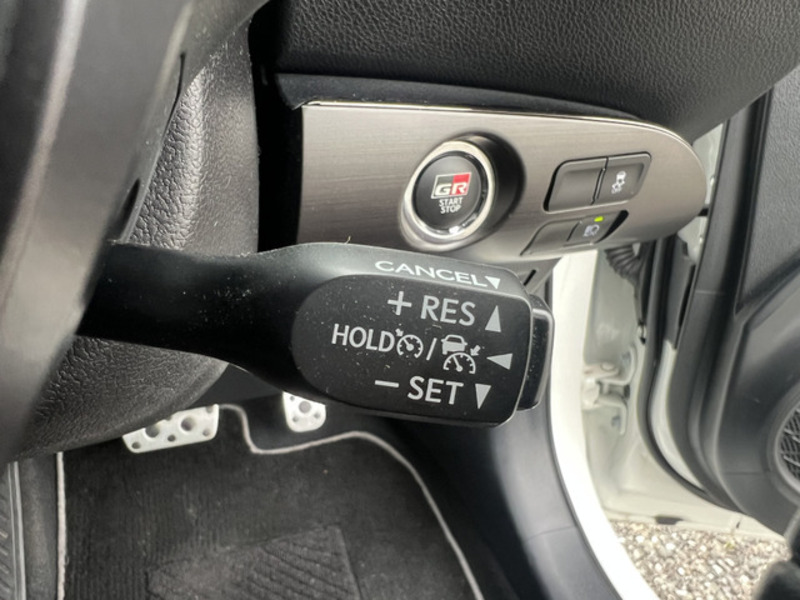 GR
START
STOP
CANCEL▼
+ RES ▲
HOLD / ◀
− SET ▼